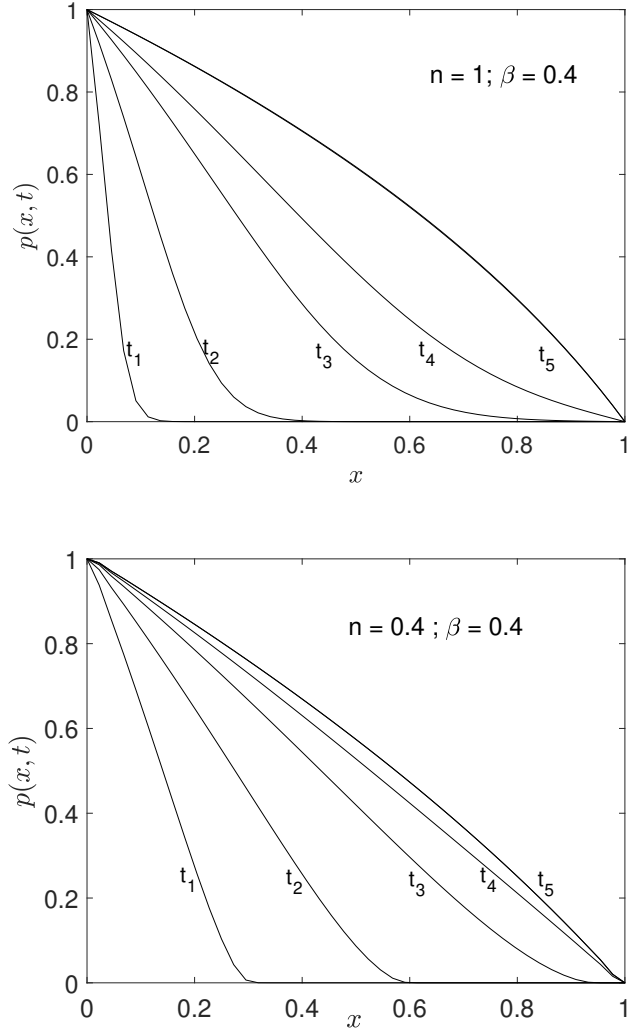 1
0.8
0.6
0.4
0.2
0
p(x, t)
n = 1; β = 0.4
t1
t2
t3
t4
t5
0 0.2 0.4 0.6 0.8 1
x
1
0.8
0.6
0.4
0.2
0
p(x, t)
n = 0.4 ; β = 0.4
t1
t2
t3
t4
t5
0 0.2 0.4 0.6 0.8 1
x